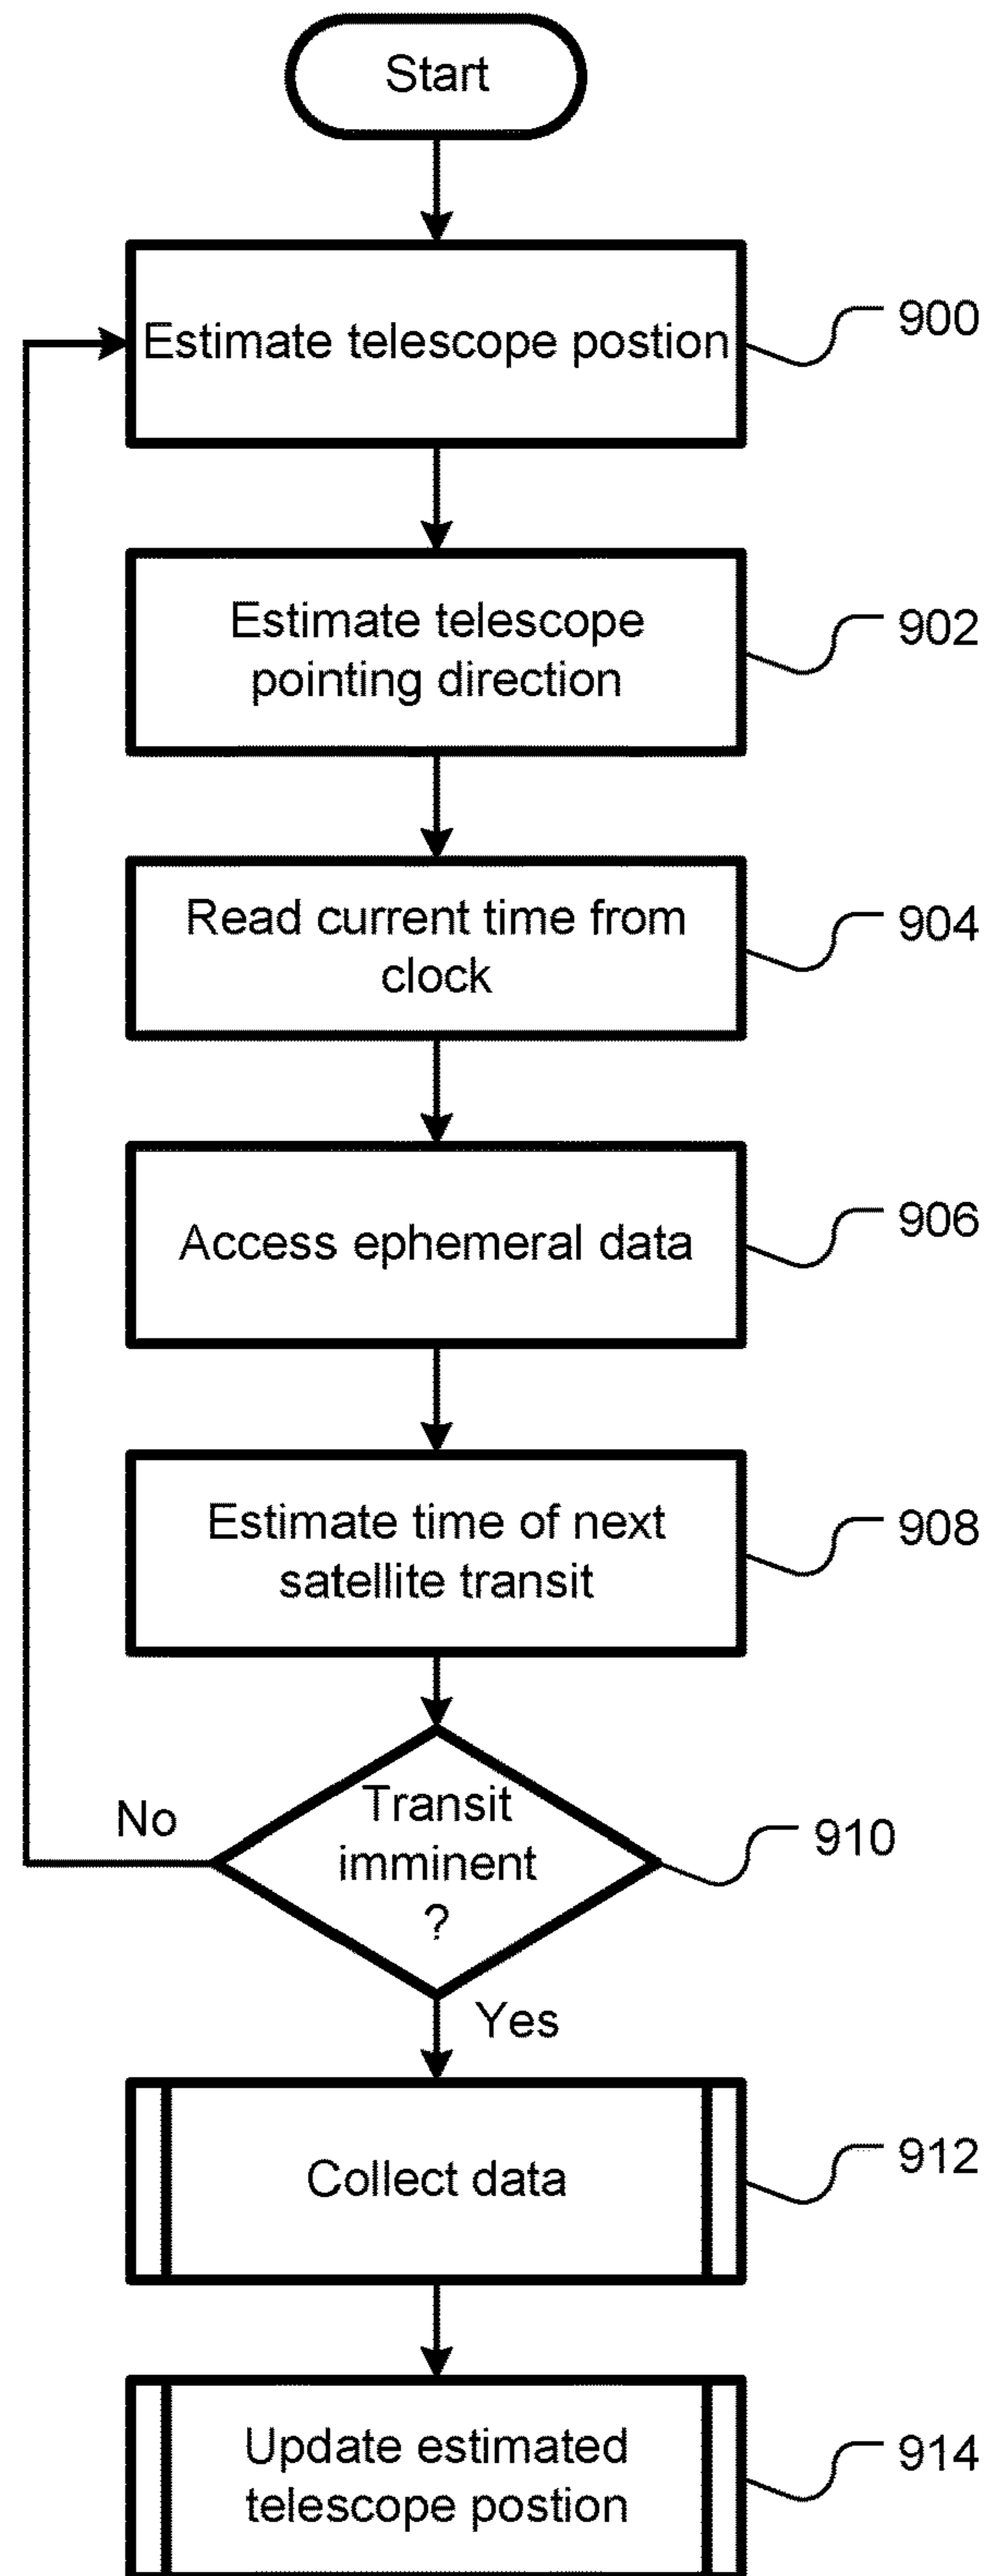 Start
Estimate telescope postion
900
Estimate telescope
pointing direction
902
Read current time from
clock
904
Access ephemeral data
906
Estimate time of next
satellite transit
908
No
Transit
imminent
?
910
Yes
Collect data
912
Update estimated
telescope postion
914